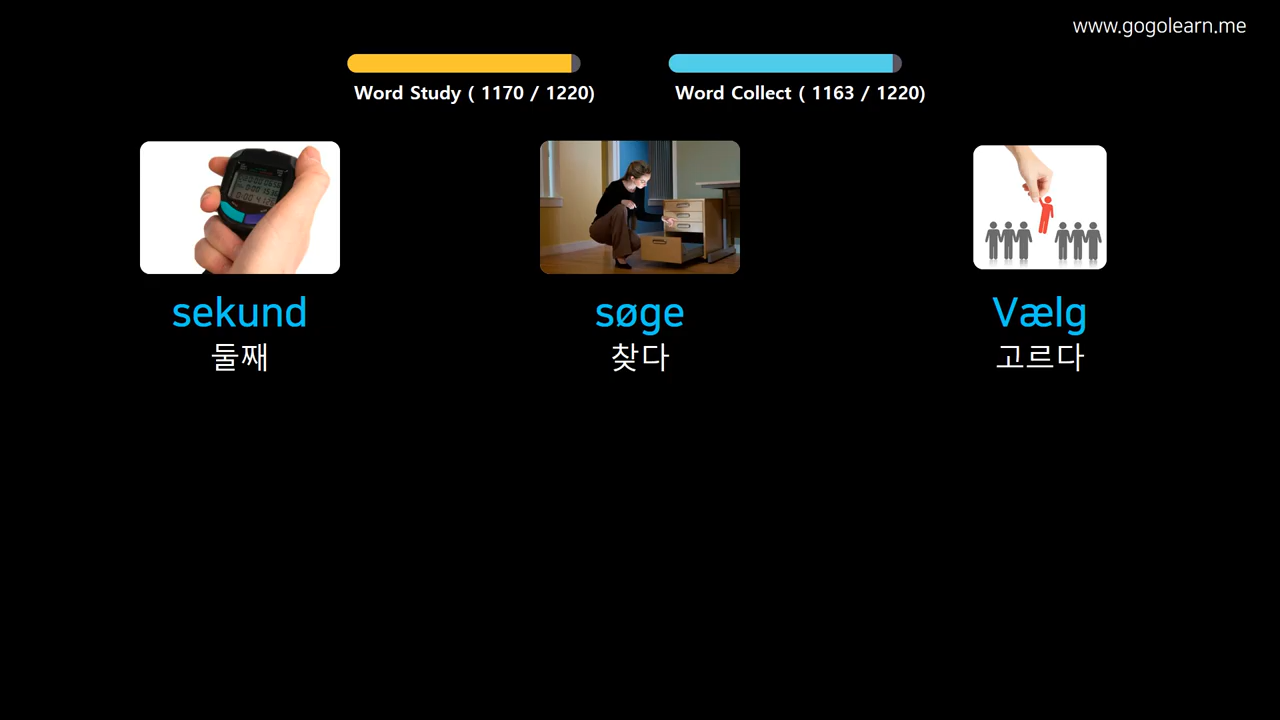 www.gogolearn.me
Word Study ( 1170 / 1220)
Word Collect ( 1163 / 1220)
sekund
søge
Vælg
둘째
찾다
고르다